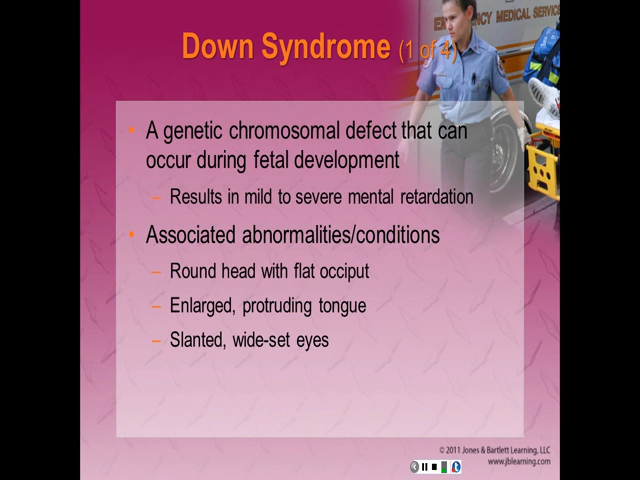 EMERGENCY MEDICAL SERVICES
Down Syndrome (1 of 4)
• A genetic chromosomal defect that can
occur during fetal development
– Results in mild to severe mental retardation
• Associated abnormalities/conditions
– Round head with flat occiput
– Enlarged, protruding tongue
– Slanted, wide-set eyes
© 2011 Jones & Bartlett Learning, LLC
www.jblearning.com